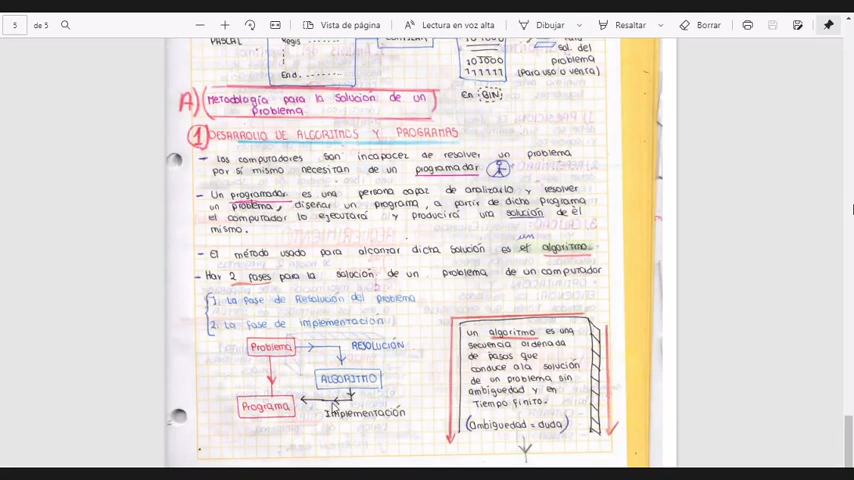 5 de 5
Vista de página
Lectura en voz alta
Dibujar
Resaltar
Borrar
PASCAL
Regis
End.
101000
111111
en BIN
sol. del
problema
(Para uso o venta)
A) Metodología para la solución de un
problema
1 DESARROLLO DE ALGORITMOS Y PROGRAMAS
- Los computadores son incapaces de resolver un problema
por sí mismo necesitan de un programador
- Un programador es una persona capaz de analizarlo y resolver
un problema, diseñar un programa, a partir de dicho programa
el computador lo ejecutará y producirá una solución de el
mismo.
un
- El método usado para alcanzar dicha solución es el algoritmo.
- Hay 2 fases para la solución de un problema de un computador
1. La fase de Resolución del problema
2. La fase de implementación
Problema
RESOLUCIÓN
ALGORITMO
Programa
Implementación
un algoritmo es una
secuencia ordenada
de pasos que
conduce a la solución
de un problema sin
ambiguedad y en
Tiempo finito.
(Ambiguedad = duda)